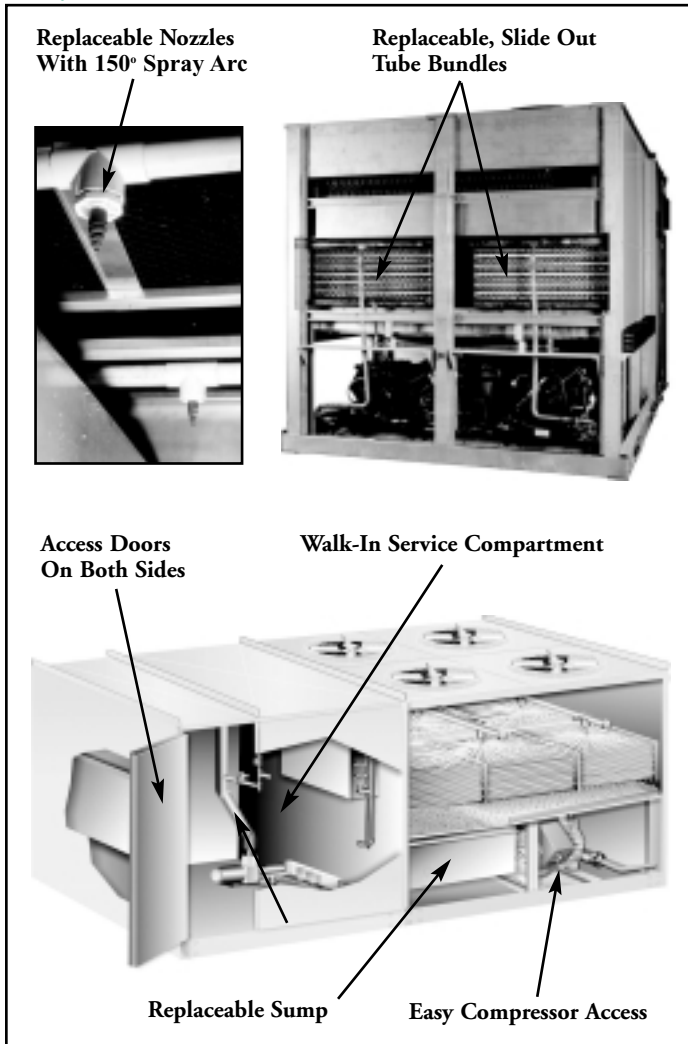 Replaceable Nozzles
With 150° Spray Arc
Replaceable, Slide Out
Tube Bundles
Access Doors
On Both Sides
Walk-In Service Compartment
Replaceable Sump
Easy Compressor Access